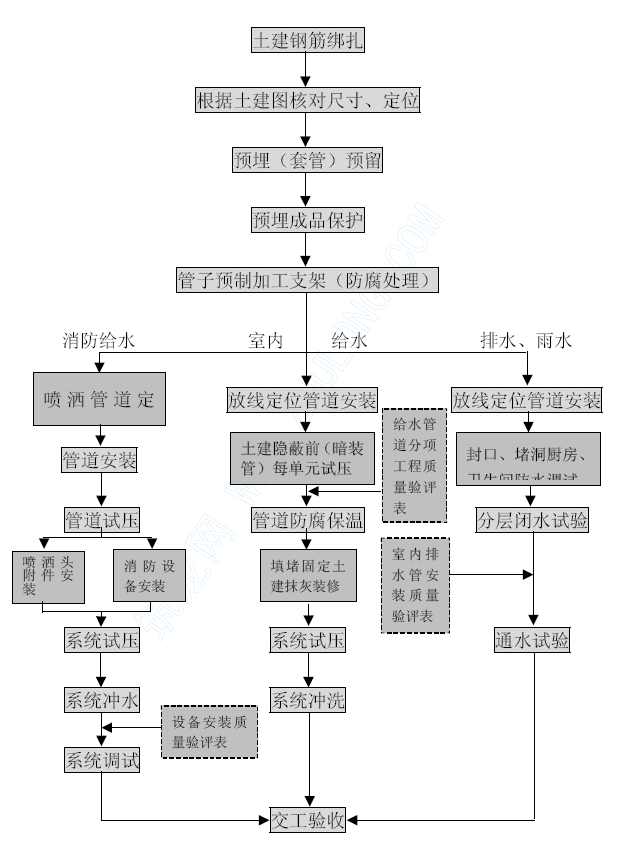 土建钢筋绑扎
根据土建图核对尺寸、定位
预埋（套管）预留
预埋成品保护
管子预制加工支架（防腐处理）
消防给水
室内
给水
排水、雨水
喷洒管道定
管道安装
管道试压
喷洒头
附件安
装
消防设
备安装
系统试压
系统冲水
设备安装质
量验评表
系统调试
放线定位管道安装
土建隐蔽前（暗装
管）每单元试压
给水管
道分项
工程质
量验评
表
管道防腐保温
填堵固定土
建抹灰装修
系统试压
系统冲洗
放线定位管道安装
封口、堵洞厨房、
卫生间防水调试
分层闭水试验
室内排
水管安
装质量
验评表
通水试验
交工验收